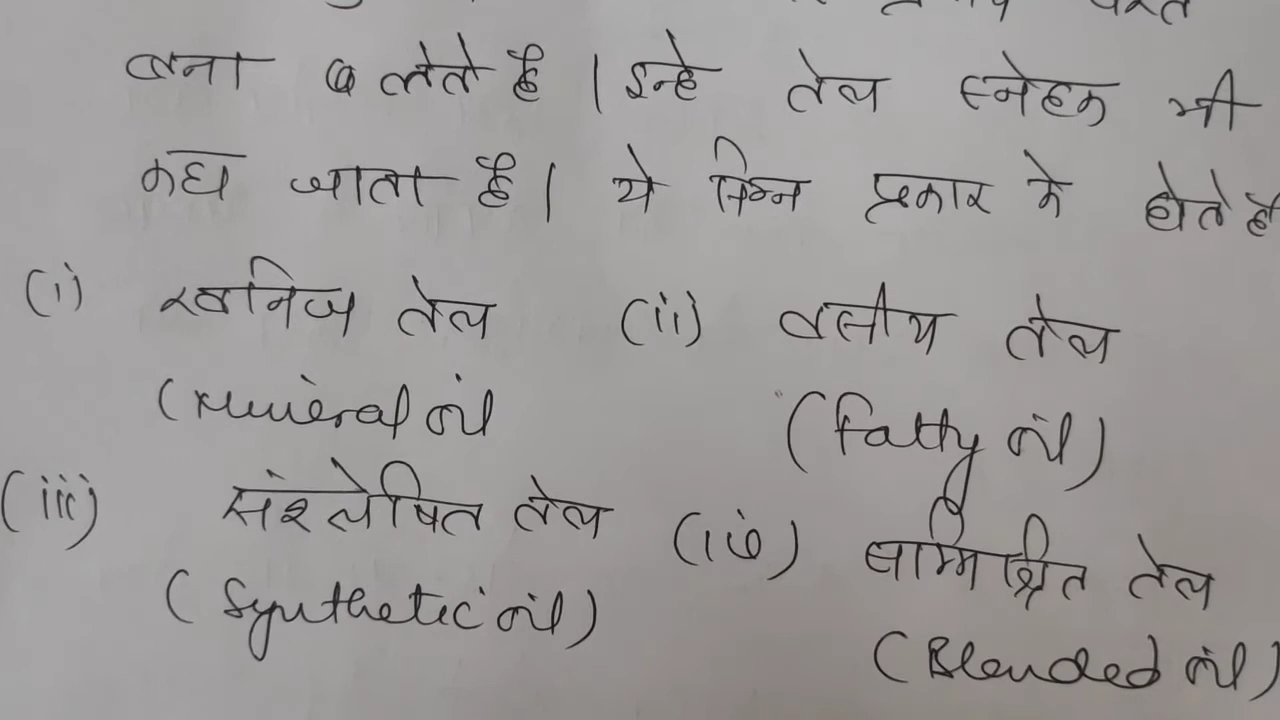 बना लेते है । इन्हे तेल स्नेहक भी
कहा जाता है । ये निम्न प्रकार के होते है
(i) खनिज तेल (ii) वसीय तेल
(Mineral oil (Fatty oil)
(iii) संश्लेषित तेल (iv) सम्मिश्रित तेल
(Synthetic oil) (Blended oil)